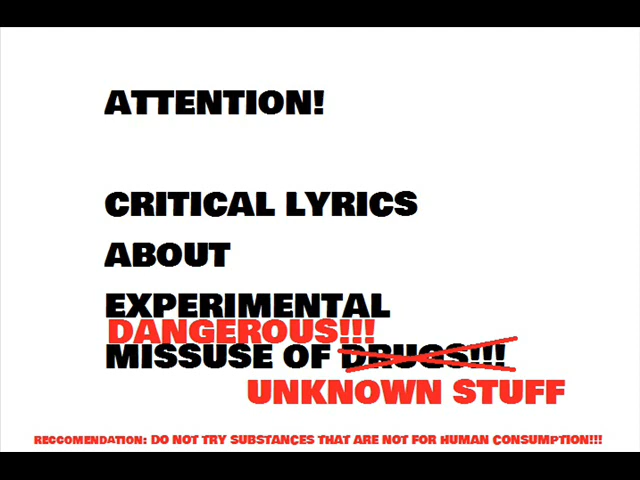 ATTENTION!
CRITICAL LYRICS
ABOUT
EXPERIMENTAL
DANGEROUS!!!
MISSUSE OF DRUGS!!!
UNKNOWN STUFF
RECCOMENDATION: DO NOT TRY SUBSTANCES THAT ARE NOT FOR HUMAN CONSUMPTION!!!